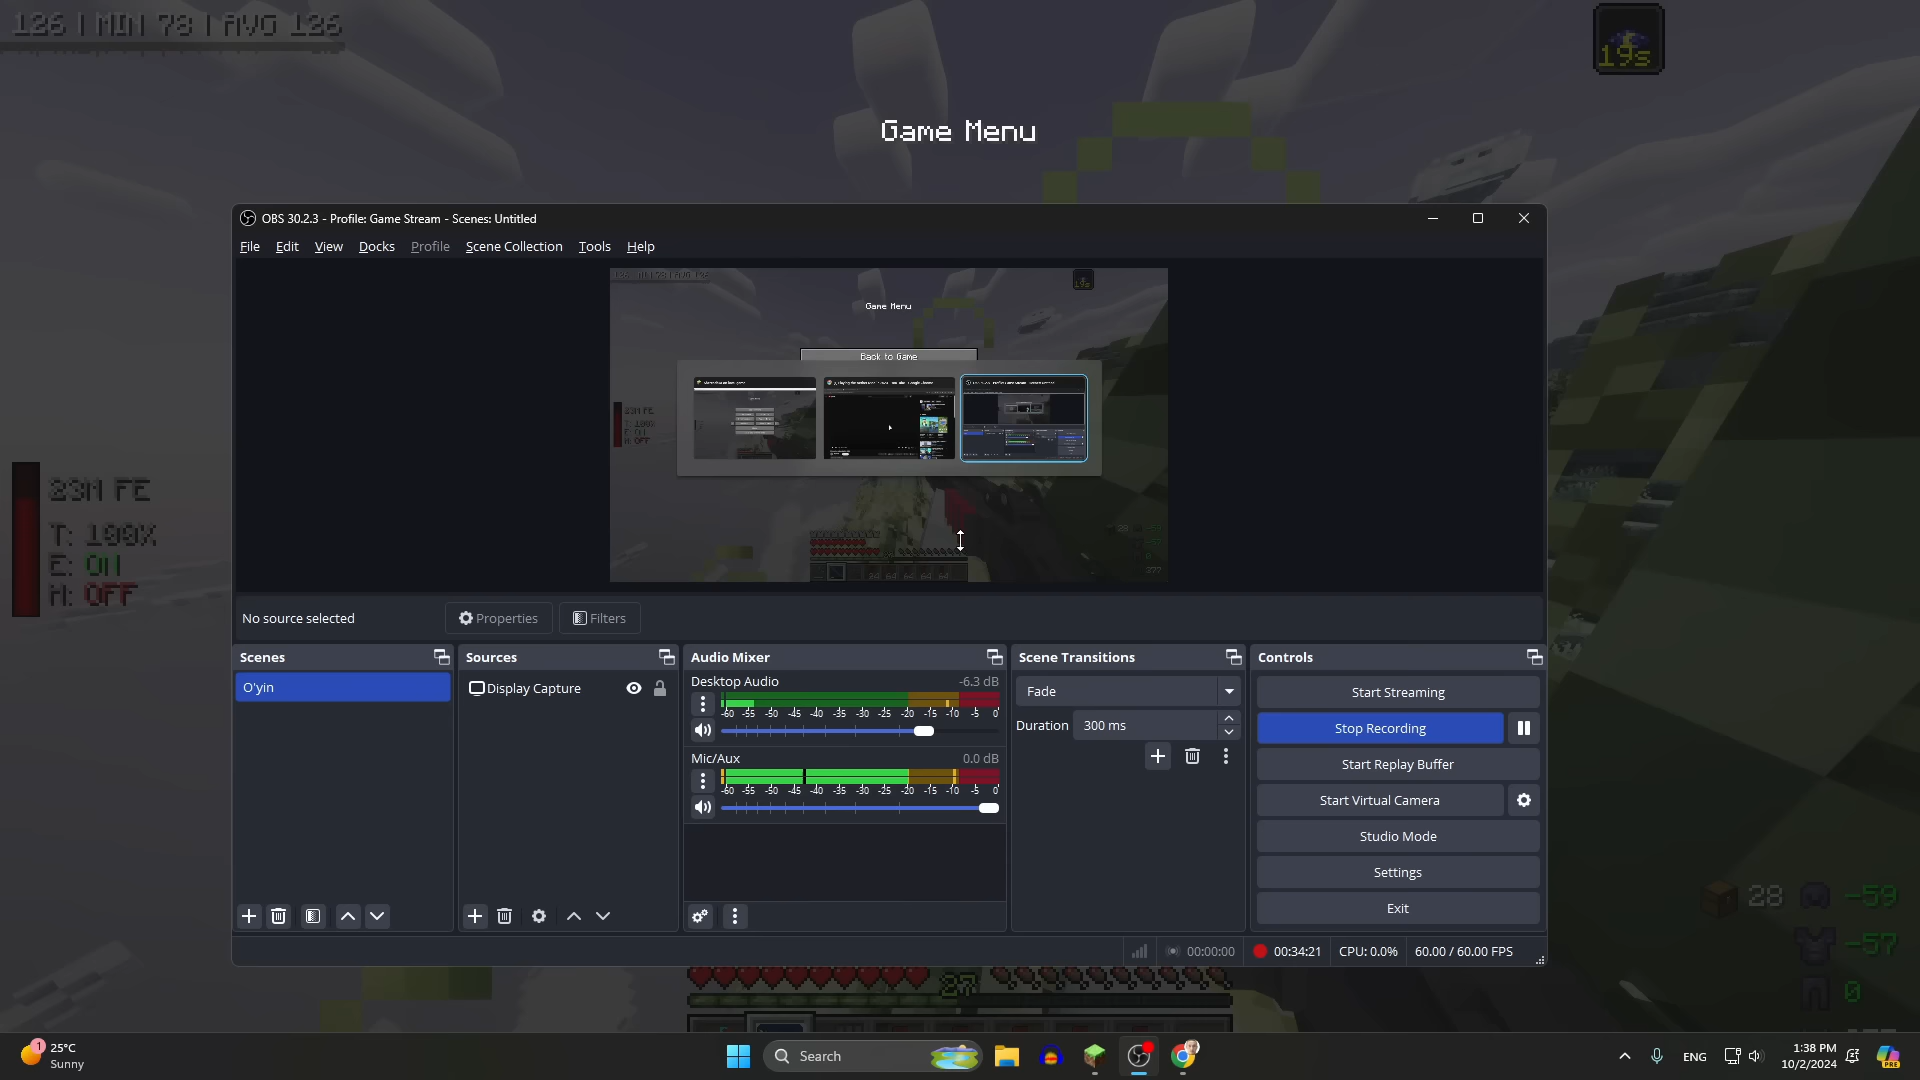 136 | MIN 78 | AVG 136
19s
Game Menu
OBS 30.2.3 - Profile: Game Stream - Scenes: Untitled
File Edit View Docks Profile Scene Collection Tools Help
Game Menu
19s
Back to Game
23M FE
T: 100%
E: ON
H: OFF
No source selected
Properties
Filters
Scenes
O'yin
Sources
Display Capture
Audio Mixer
Desktop Audio -6.3 dB
-60 -55 -50 -45 -40 -35 -30 -25 -20 -15 -10 -5 0
Mic/Aux 0.0 dB
-60 -55 -50 -45 -40 -35 -30 -25 -20 -15 -10 -5 0
Scene Transitions
Fade
Duration 300 ms
Controls
Start Streaming
Stop Recording
Start Replay Buffer
Start Virtual Camera
Studio Mode
Settings
Exit
00:00:00 00:34:21 CPU: 0.0% 60.00 / 60.00 FPS
28 -59
-57
0
27
1
25°C
Sunny
Search
ENG
1:38 PM
10/2/2024
PRE